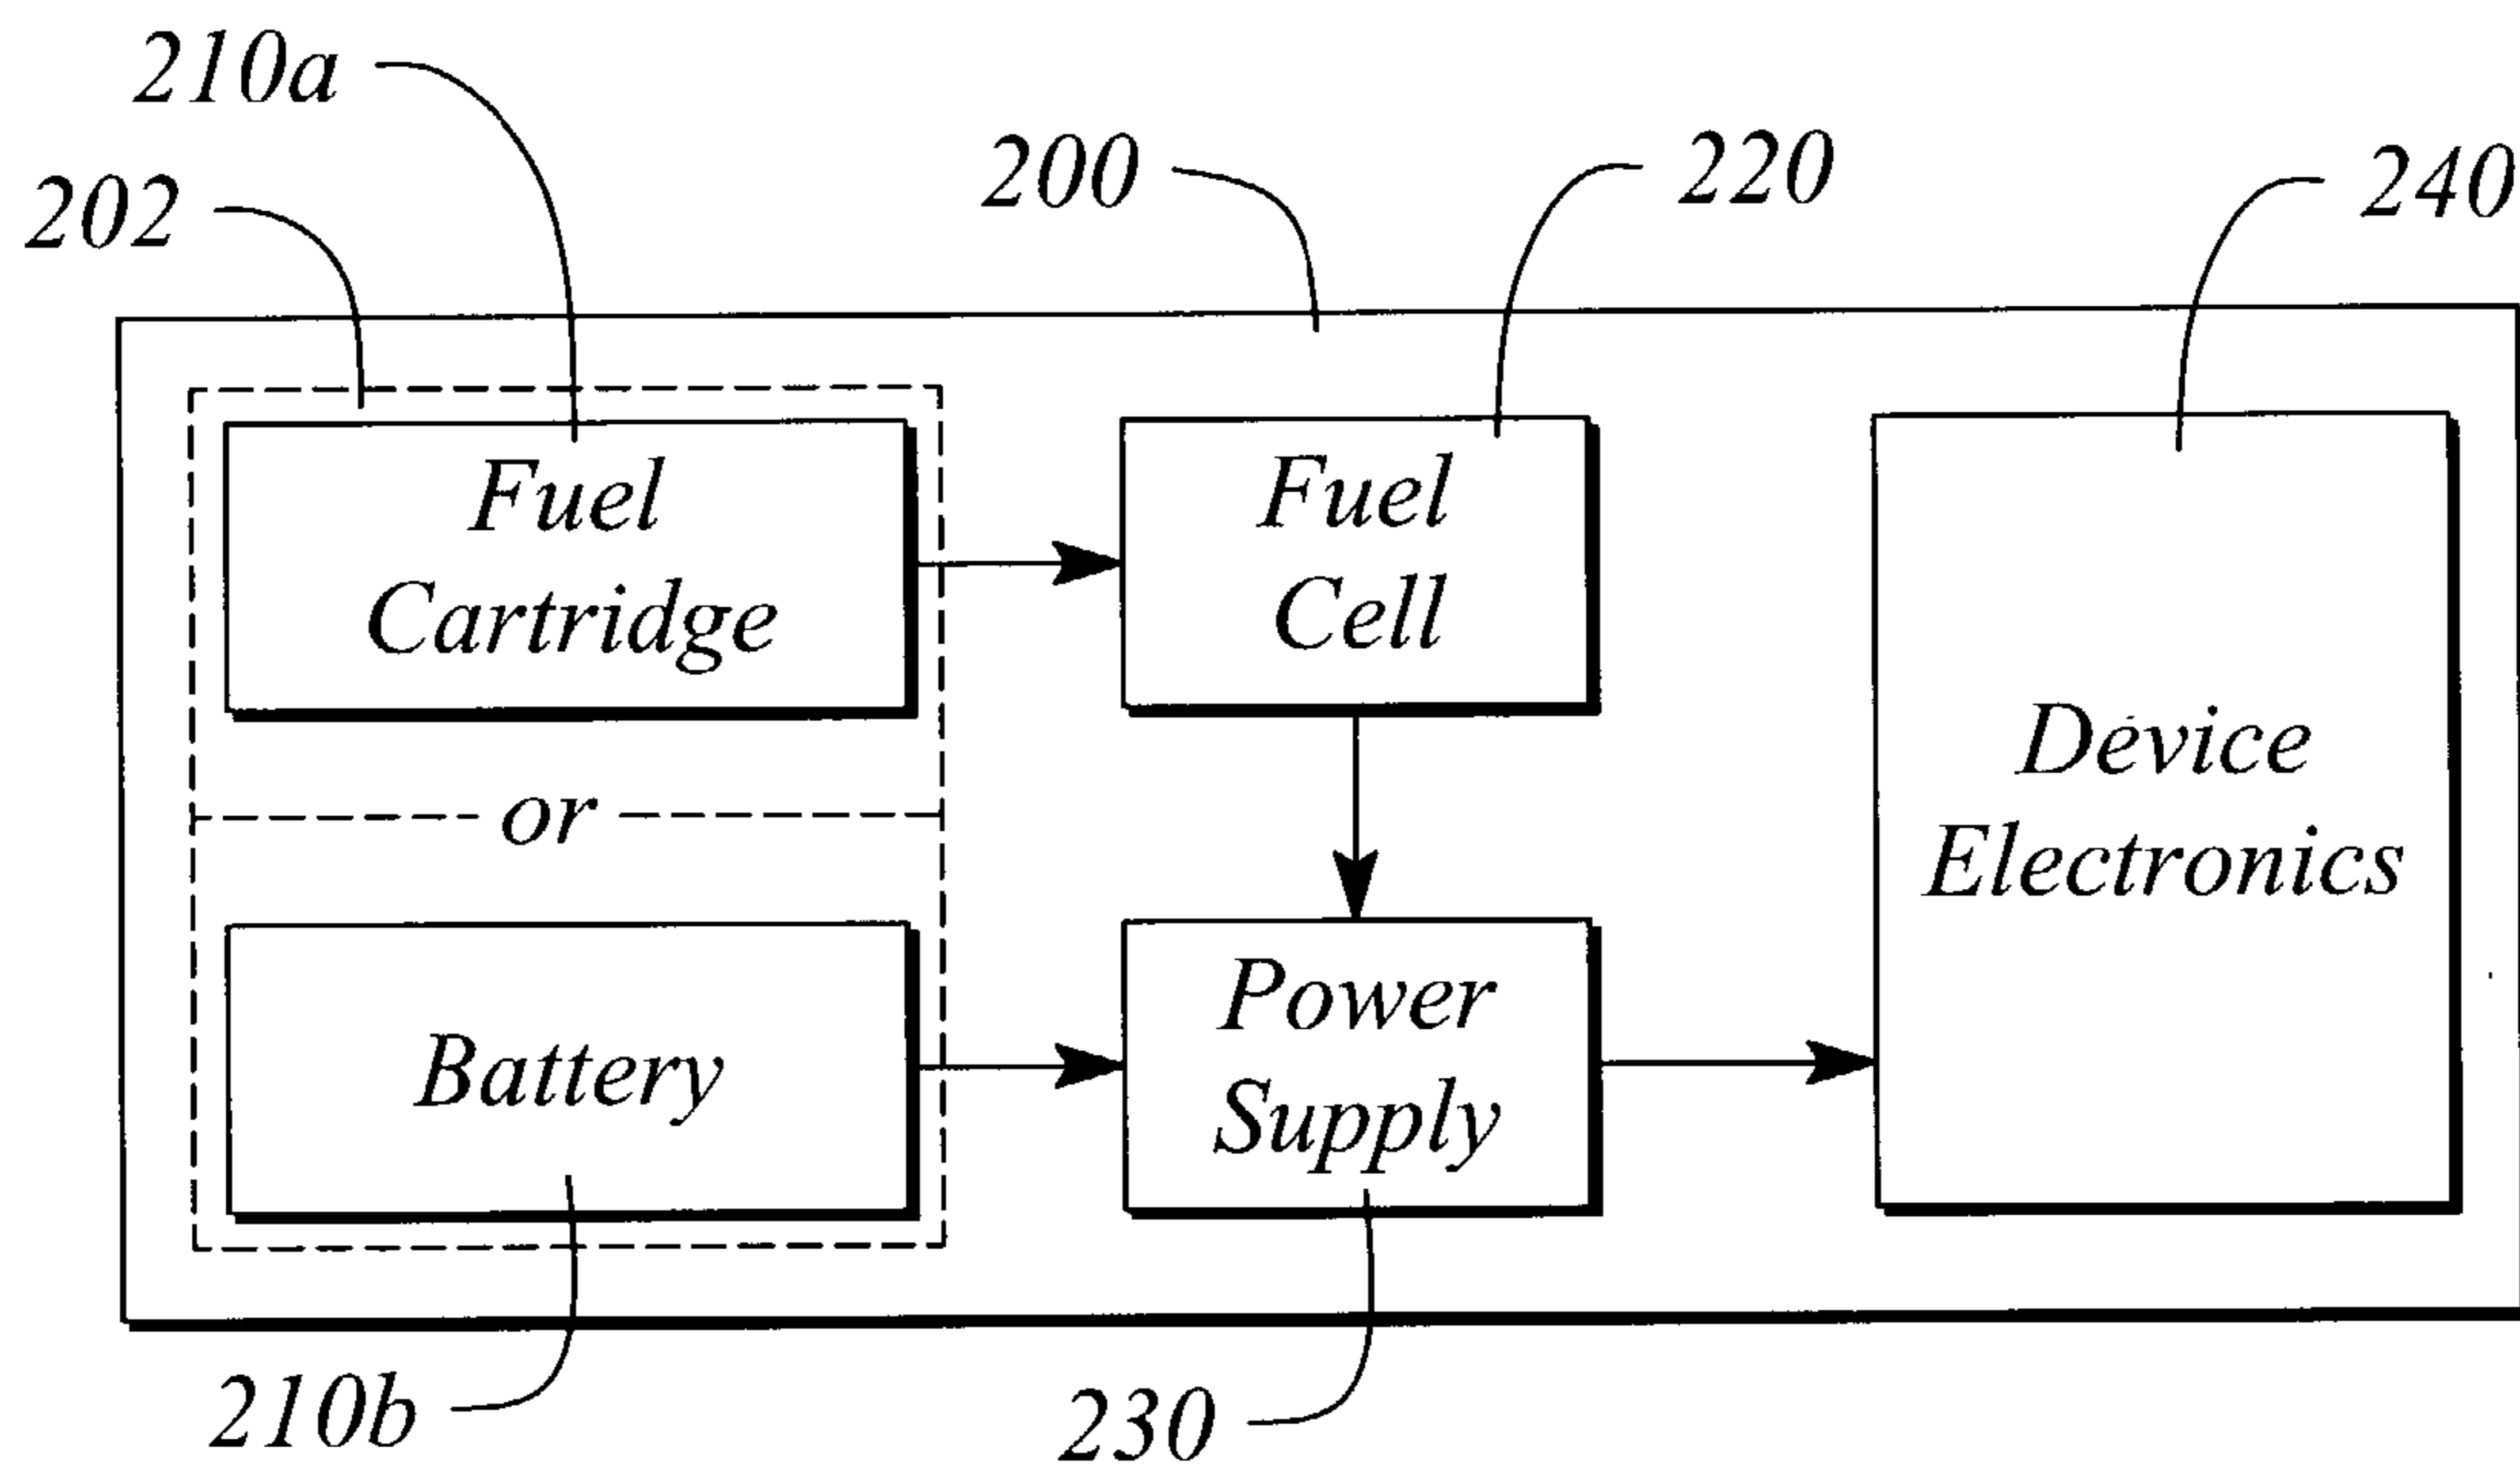 210a
202
200
220
240
Fuel
Cartridge
Fuel
Cell
Device
Electronics
or
Battery
Power
Supply
210b
230